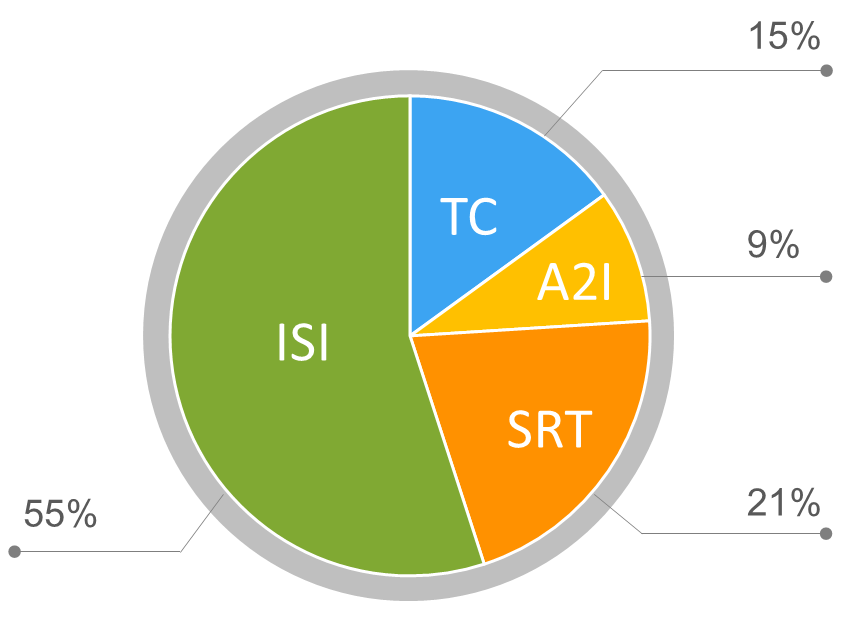 15%
TC
9%
A2I
ISI
SRT
21%
55%